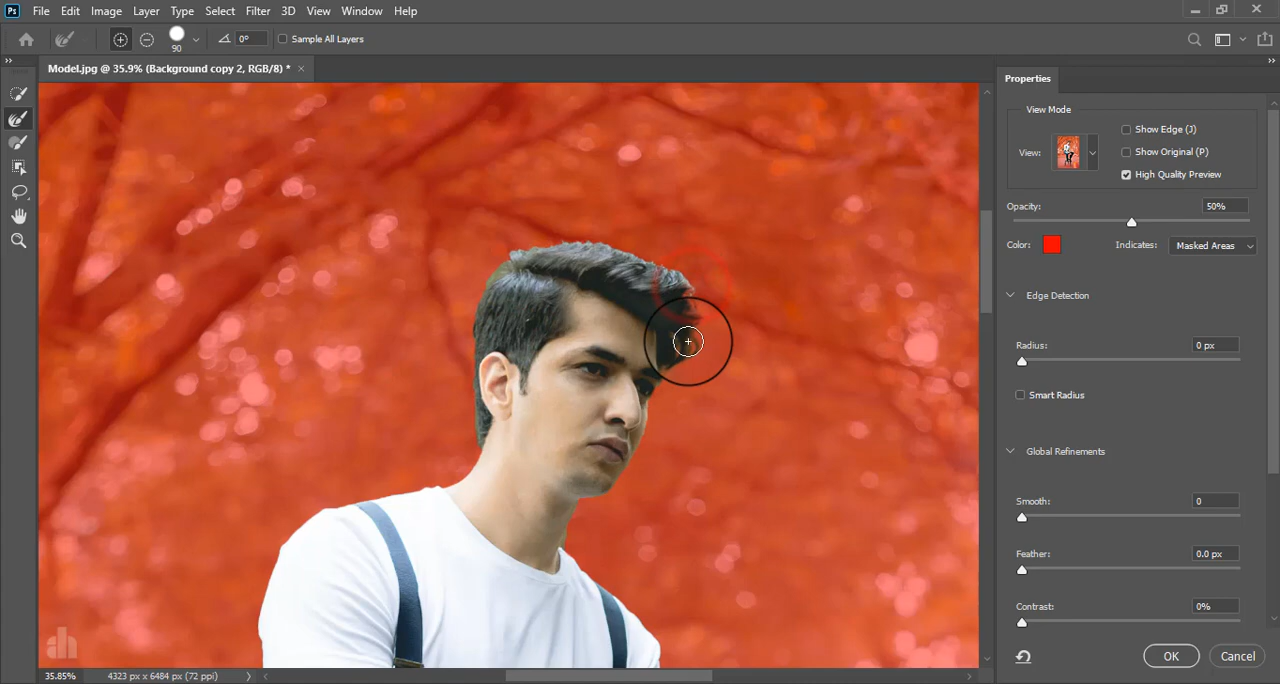 Ps File Edit Image Layer Type Select Filter 3D View Window Help
90 0° Sample All Layers
Model.jpg @ 35.9% (Background copy 2, RGB/8) * ×
Properties
View Mode
View:
Show Edge (J)
Show Original (P)
High Quality Preview
Opacity: 50%
Color: Indicates: Masked Areas
Edge Detection
Radius: 0 px
Smart Radius
Global Refinements
Smooth: 0
Feather: 0.0 px
Contrast: 0%
ah
OK Cancel
35.85% 4323 px x 6484 px (72 ppi)